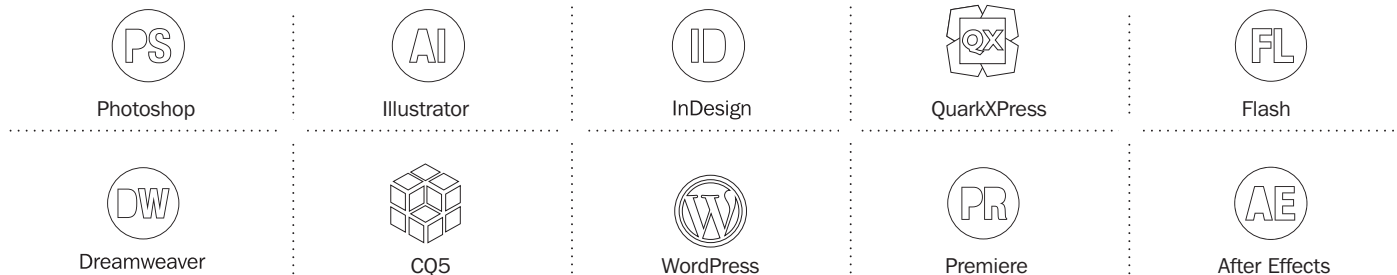 PS
AI
ID
QX
FL
Photoshop
Illustrator
InDesign
QuarkXPress
Flash
DW
W
PR
AE
Dreamweaver
CQ5
WordPress
Premiere
After Effects